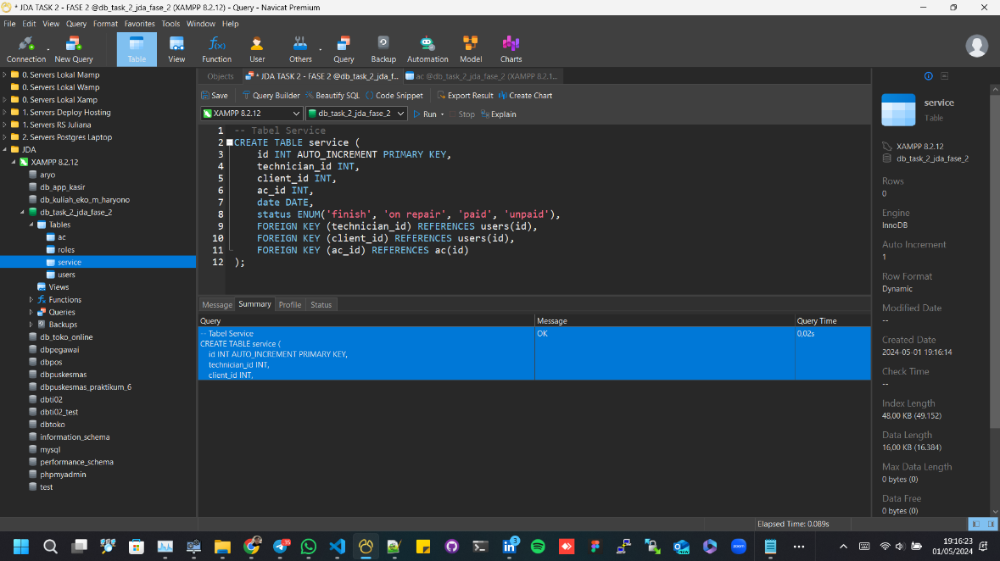 * JDA TASK 2 - FASE 2 @db_task_2_jda_fase_2 (XAMPP 8.2.12) - Query - Navicat Premium
File Edit View Query Format Favorites Tools Window Help
Connection New Query Table View Function User Others Query Backup Automation Model Charts
0. Servers Lokal Mamp
0. Servers Lokal Wamp
0. Servers Lokal Xamp
1. Servers Deploy Hosting
1. Servers RS Juliana
2. Servers Postgres Laptop
JDA
XAMPP 8.2.12
aryo
db_app_kasir
db_kuliah_eko_m_haryono
db_task_2_jda_fase_2
Tables
ac
roles
service
users
Views
Functions
Queries
Backups
db_toko_online
dbpegawai
dbpos
dbpuskesmas
dbpuskesmas_praktikum_6
dbti02
dbti02_test
dbtoko
information_schema
mysql
performance_schema
phpmyadmin
test
Objects * JDA TASK 2 - FASE 2 @db_task_2_jda_f... ac @db_task_2_jda_fase_2 (XAMPP 8.2.1...
Save Query Builder Beautify SQL () Code Snippet Export Result Create Chart
XAMPP 8.2.12 db_task_2_jda_fase_2 Run Stop Explain
1 -- Tabel Service
2 CREATE TABLE service (
3 id INT AUTO_INCREMENT PRIMARY KEY,
4 technician_id INT,
5 client_id INT,
6 ac_id INT,
7 date DATE,
8 status ENUM('finish', 'on repair', 'paid', 'unpaid'),
9 FOREIGN KEY (technician_id) REFERENCES users(id),
10 FOREIGN KEY (client_id) REFERENCES users(id),
11 FOREIGN KEY (ac_id) REFERENCES ac(id)
12 );
Message Summary Profile Status
Query Message Query Time
-- Tabel Service OK 0,02s
CREATE TABLE service (
id INT AUTO_INCREMENT PRIMARY KEY,
technician_id INT,
client_id INT,
service
Table
XAMPP 8.2.12
db_task_2_jda_fase_2
Rows
0
Engine
InnoDB
Auto Increment
1
Row Format
Dynamic
Modified Date
--
Created Date
2024-05-01 19:16:14
Check Time
--
Index Length
48,00 KB (49.152)
Data Length
16,00 KB (16.384)
Max Data Length
0 bytes (0)
Data Free
0 bytes (0)
Elapsed Time: 0.089s
15
3
NEW
zoom
19:16:23
01/05/2024